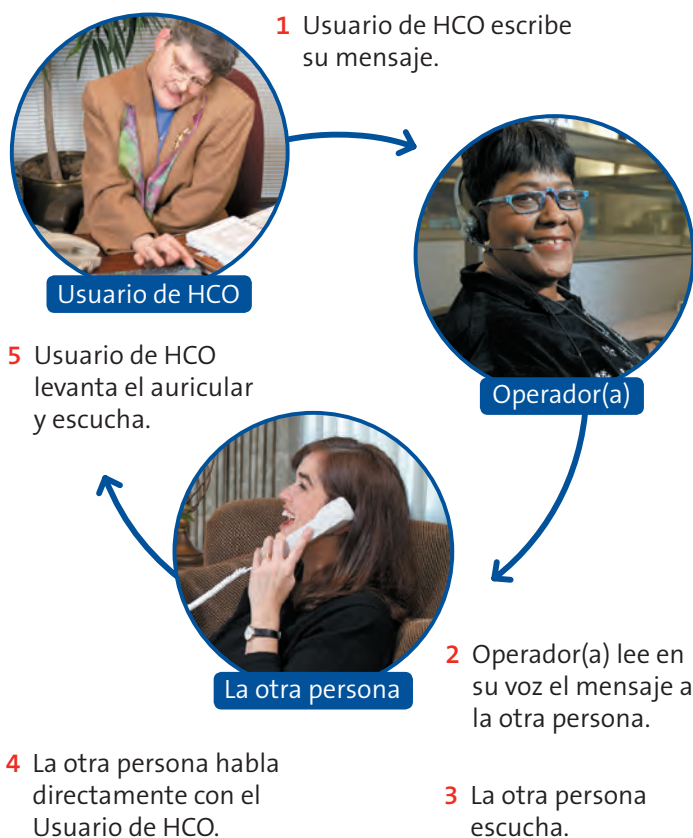 1 Usuario de HCO escribe
su mensaje.
Usuario de HCO
Operador(a)
2 Operador(a) lee en
su voz el mensaje a
la otra persona.
3 La otra persona
escucha.
La otra persona
4 La otra persona habla
directamente con el
Usuario de HCO.
5 Usuario de HCO
levanta el auricular
y escucha.